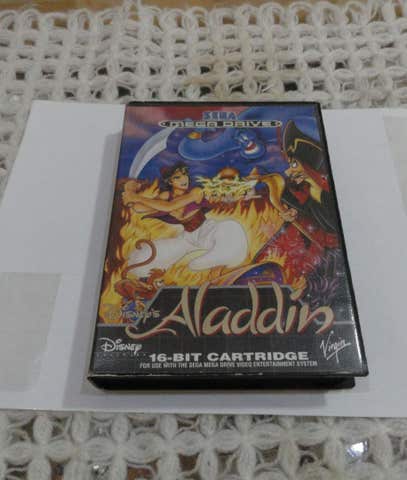 SEGA
MEGA DRIVE
DISNEY'S
Aladdin
Disney
Virgin
16-BIT CARTRIDGE
FOR USE WITH THE SEGA MEGA DRIVE VIDEO ENTERTAINMENT SYSTEM